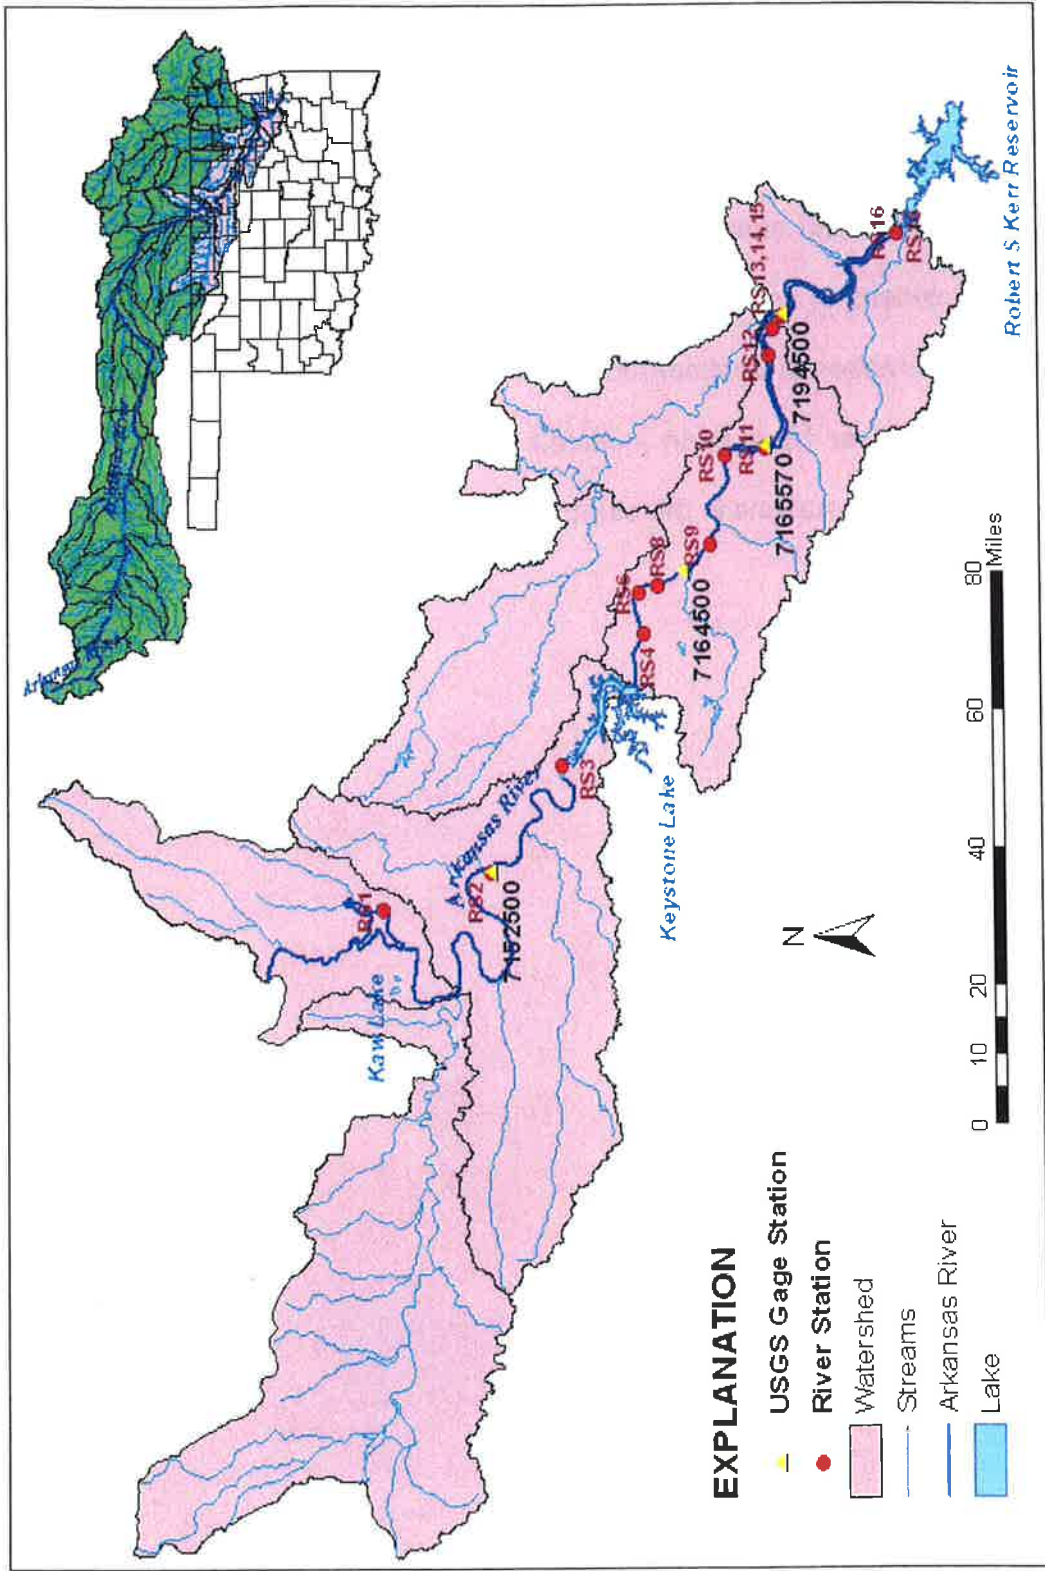 Arkansas River
RS1
Kaw Lake
RS2
7152500
Arkansas River
RS3
Keystone Lake
RS4
RS6
RS8
7164500
RS9
RS10
RS11
7165570
RS12
RS13,14,15
7194500
RS16
Robert S Kerr Reservoir
N
EXPLANATION
USGS Gage Station
River Station
Watershed
Streams
Arkansas River
Lake
0 10 20 40 60 80
Miles